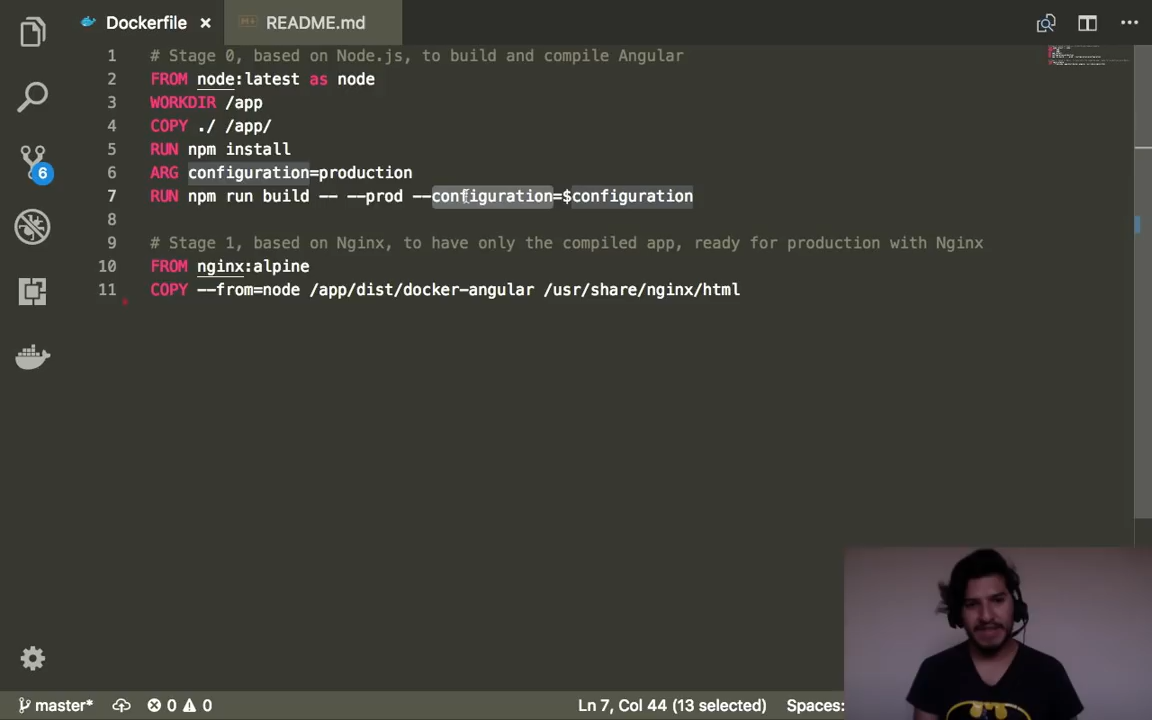 Dockerfile × README.md
1 # Stage 0, based on Node.js, to build and compile Angular
2 FROM node:latest as node
3 WORKDIR /app
4 COPY ./ /app/
5 RUN npm install
6 ARG configuration=production
7 RUN npm run build -- --prod --configuration=$configuration
8
9 # Stage 1, based on Nginx, to have only the compiled app, ready for production with Nginx
10 FROM nginx:alpine
11 COPY --from=node /app/dist/docker-angular /usr/share/nginx/html
6
master* 0 0 Ln 7, Col 44 (13 selected) Spaces: